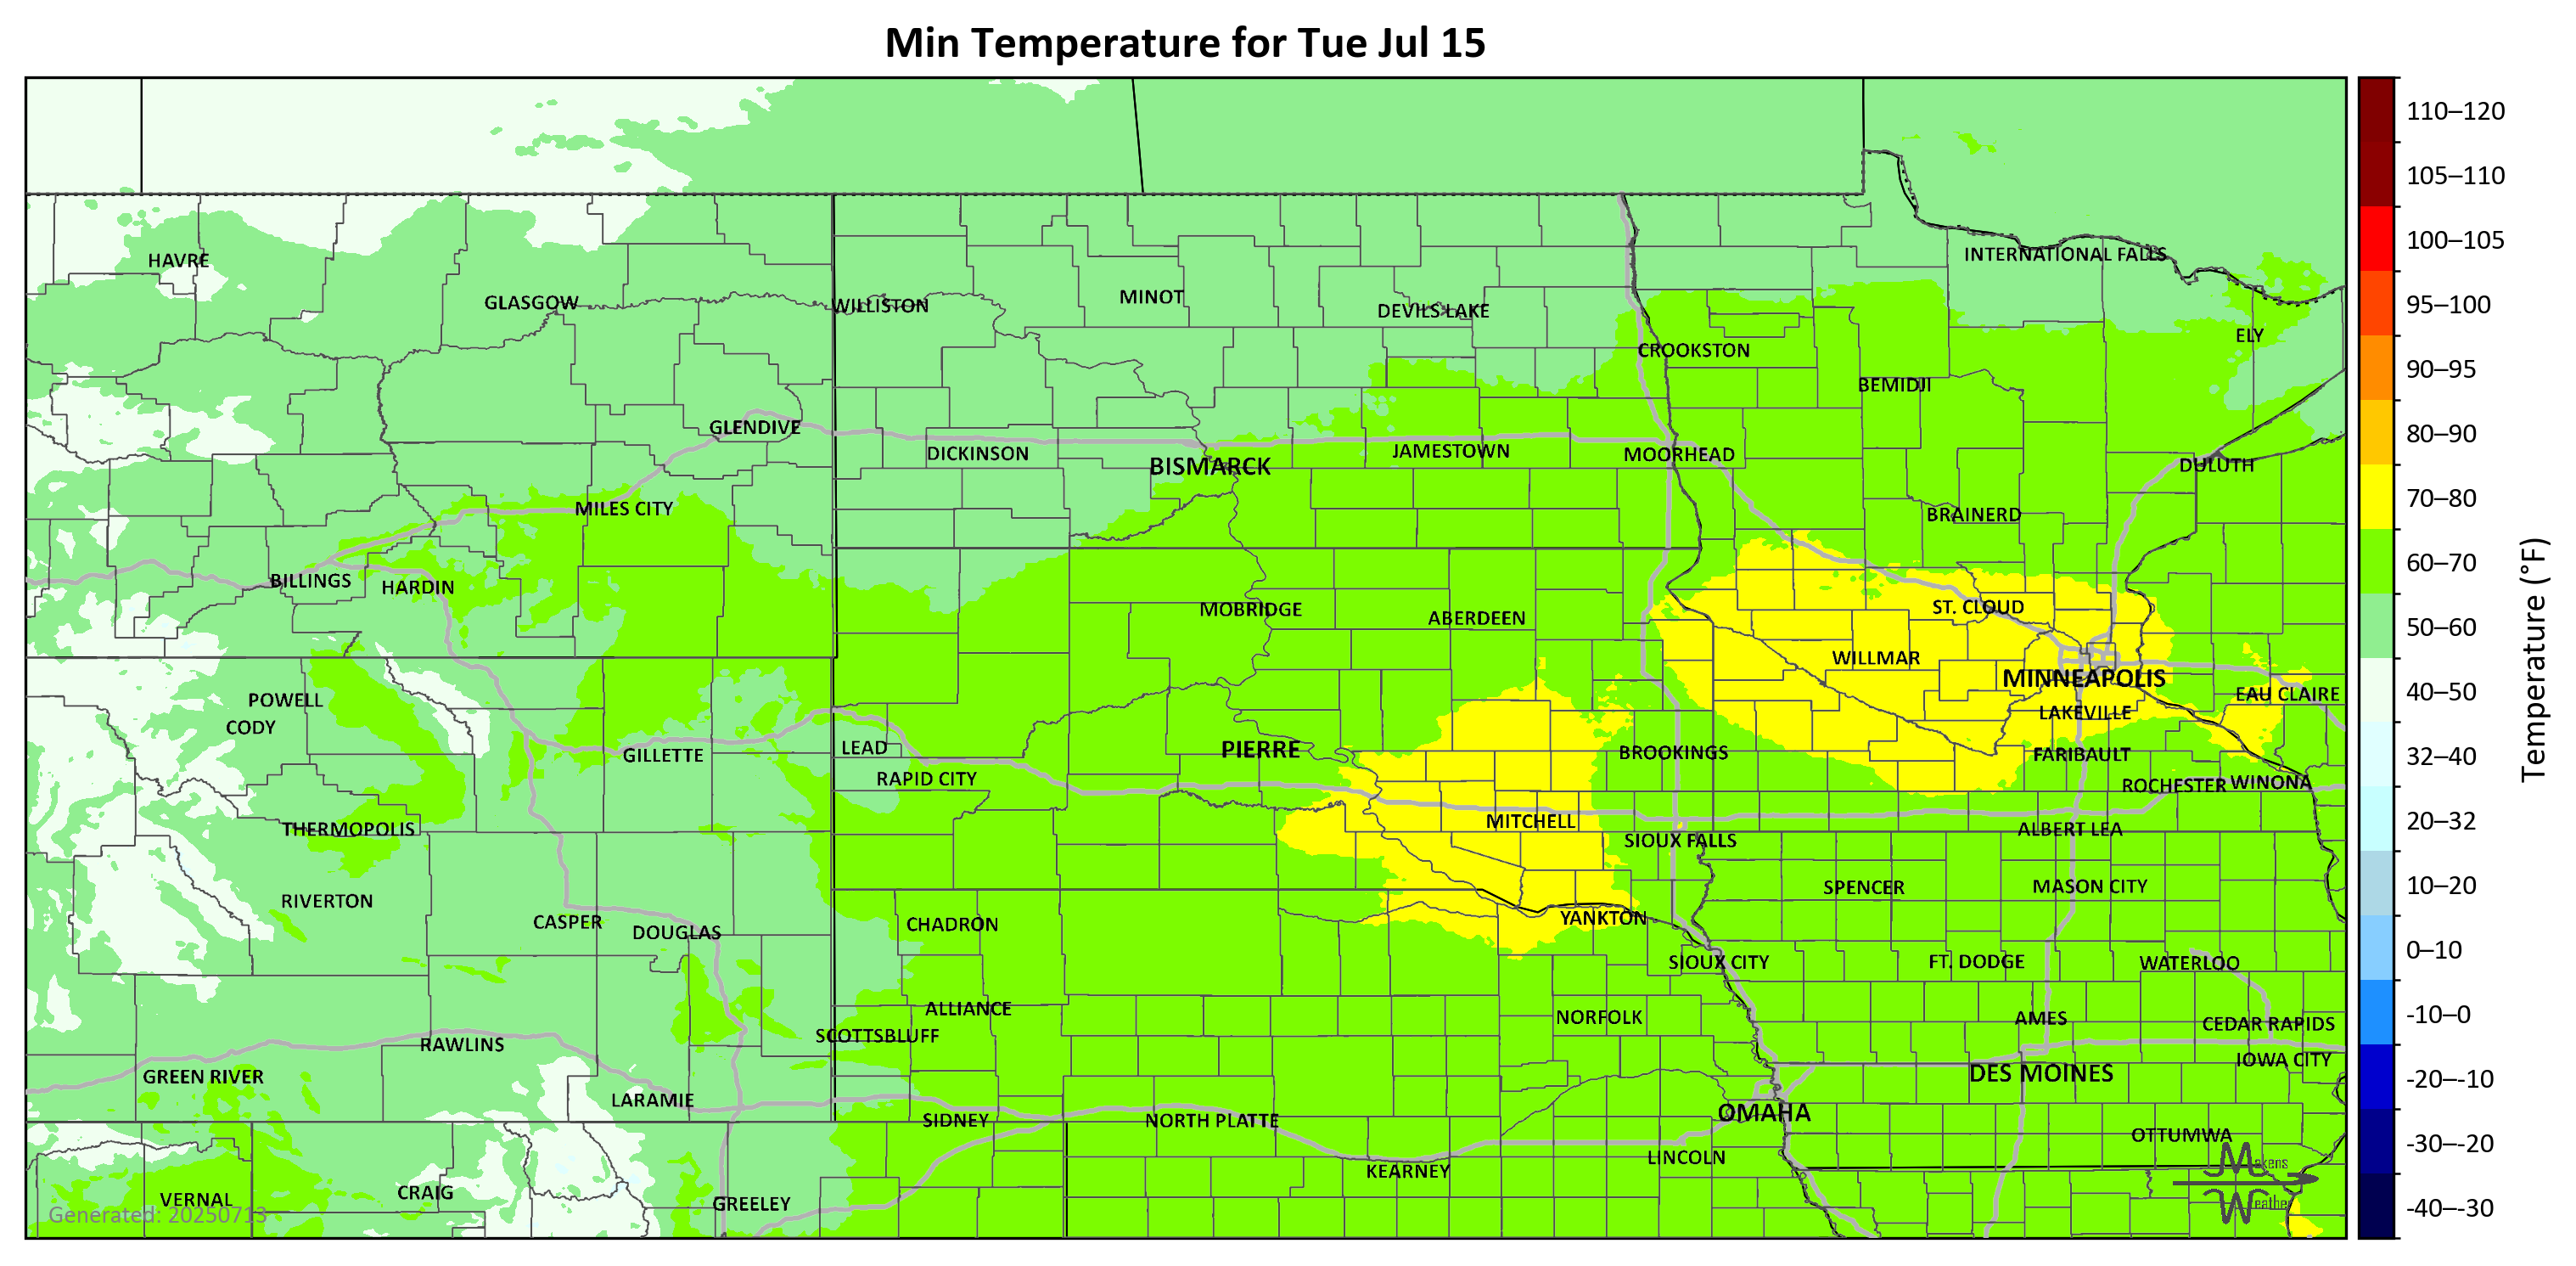 Min Temperature for Tue Jul 15
110–120
105–110
100–105
95–100
90–95
80–90
70–80
60–70
50–60
40–50
32–40
20–32
10–20
0–10
-10–0
-20–-10
-30–-20
-40–-30
Temperature (°F)
HAVRE
INTERNATIONAL FALLS
GLASGOW
WILLISTON
MINOT
DEVILS LAKE
ELY
CROOKSTON
BEMIDJI
GLENDIVE
DICKINSON
BISMARCK
JAMESTOWN
MOORHEAD
DULUTH
MILES CITY
BRAINERD
BILLINGS
HARDIN
MOBRIDGE
ABERDEEN
ST. CLOUD
WILLMAR
MINNEAPOLIS
EAU CLAIRE
POWELL
LAKEVILLE
CODY
GILLETTE
LEAD
PIERRE
BROOKINGS
FARIBAULT
RAPID CITY
ROCHESTER
WINONA
THERMOPOLIS
MITCHELL
SIOUX FALLS
ALBERT LEA
RIVERTON
SPENCER
MASON CITY
CASPER
DOUGLAS
CHADRON
YANKTON
SIOUX CITY
FT. DODGE
WATERLOO
ALLIANCE
NORFOLK
AMES
CEDAR RAPIDS
SCOTTSBLUFF
RAWLINS
IOWA CITY
GREEN RIVER
DES MOINES
LARAMIE
OMAHA
SIDNEY
NORTH PLATTE
OTTUMWA
LINCOLN
KEARNEY
VERNAL
CRAIG
GREELEY
Makens
Weather
Generated: 20250713